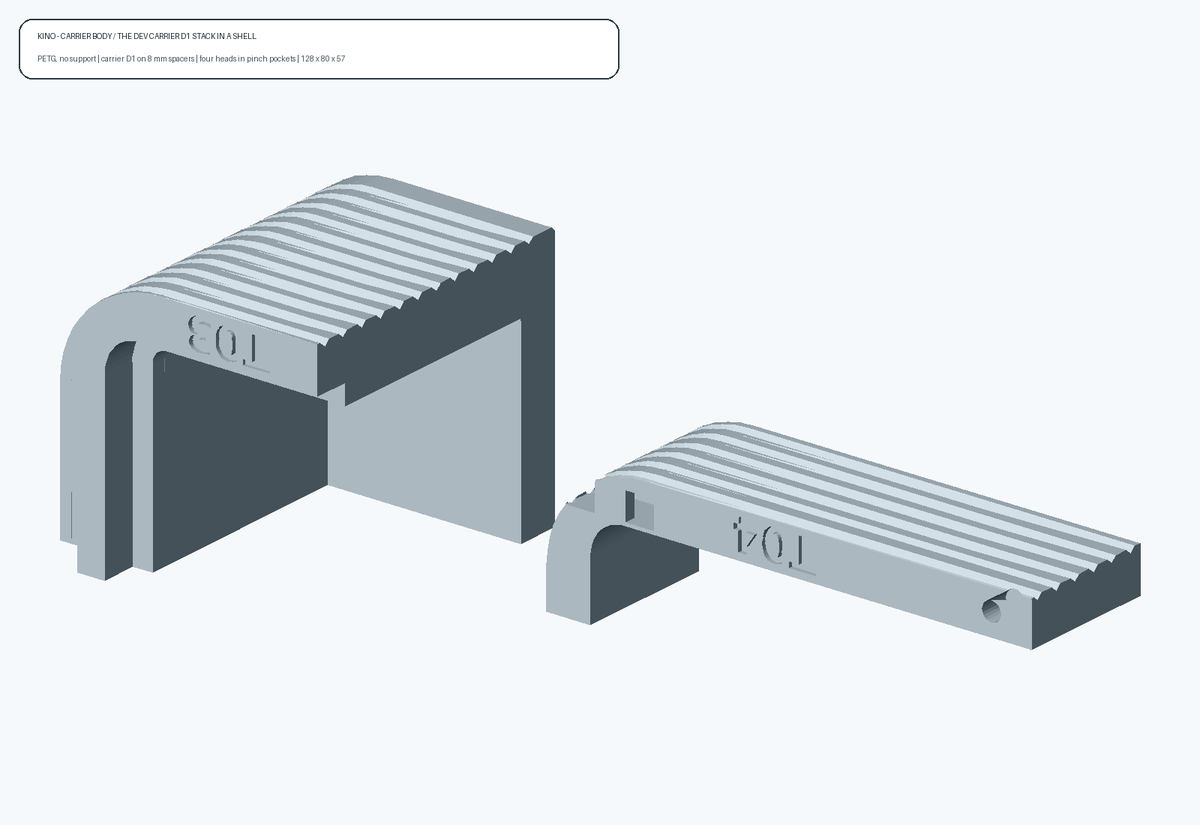 KINO - CARRIER BODY / THE DEV CARRIER D1 STACK IN A SHELL
PETG, no support | carrier D1 on 8 mm spacers | four heads in pinch pockets | 128 x 80 x 57
T03
T04